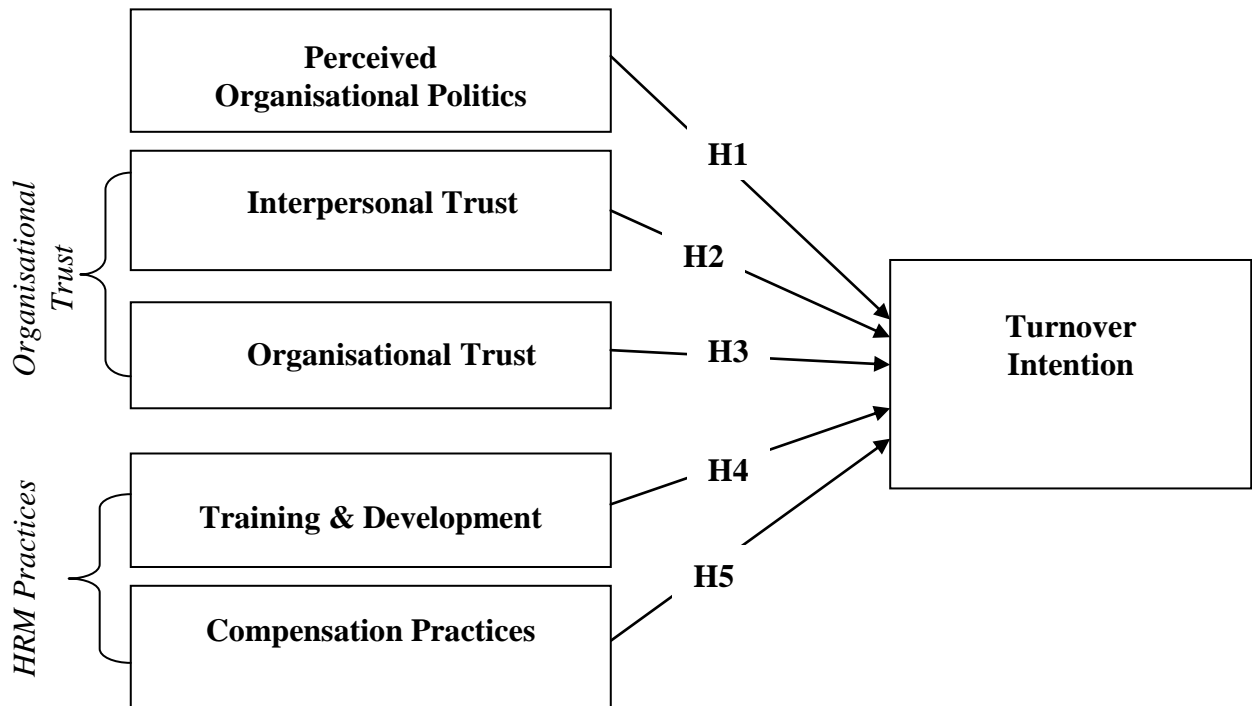 Perceived
Organisational Politics
H1
Organisational
Trust
Interpersonal Trust
H2
Organisational Trust
H3
Turnover
Intention
HRM Practices
Training & Development
H4
Compensation Practices
H5